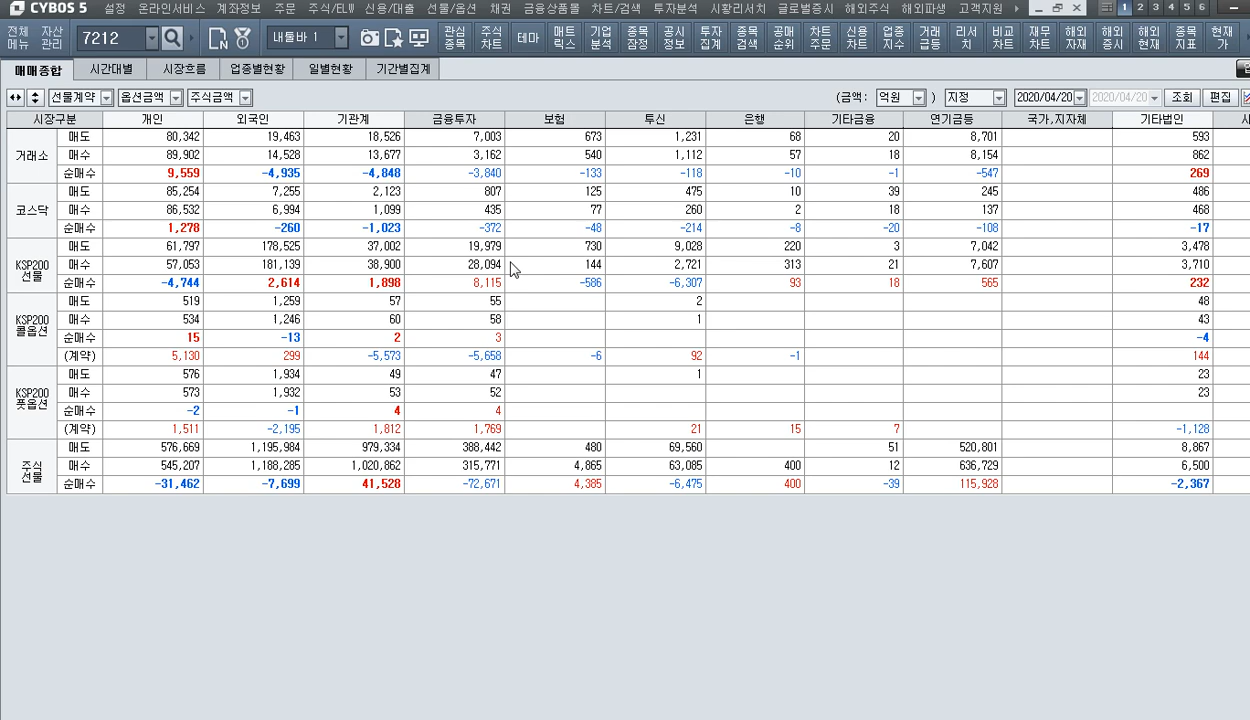 CYBOS 5 설정 온라인서비스 계좌정보 주문 주식/ELW 신용/대출 선물/옵션 채권 금융상품몰 차트/검색 투자분석 시황리서치 글로벌증시 해외주식 해외파생 고객지원 1 2 3 4 5 6
전체 메뉴 자산 관리 7212 내툴바 1 관심 종목 주식 차트 테마 매트 릭스 기업 분석 종목 잠정 공시 정보 투자 집계 종목 검색 공매 순위 차트 주문 신용 차트 업종 지수 거래 급등 리서 치 비교 차트 재무 차트 해외 자재 해외 증시 해외 현재 종목 지표 현재 가
매매종합 시간대별 시장흐름 업종별현황 일별현황 기간별집계
선물계약 옵션금액 주식금액 (금액: 억원 ) 지정 2020/04/20 2020/04/20 조회 편집
시장구분 개인 외국인 기관계 금융투자 보험 투신 은행 기타금융 연기금등 국가,지자체 기타법인
거래소
매도 80,342 19,463 18,526 7,003 673 1,231 68 20 8,701 593
매수 89,902 14,528 13,677 3,162 540 1,112 57 18 8,154 862
순매수 9,559 -4,935 -4,848 -3,840 -133 -118 -10 -1 -547 269
코스닥
매도 85,254 7,255 2,123 807 125 475 10 39 245 486
매수 86,532 6,994 1,099 435 77 260 2 18 137 468
순매수 1,278 -260 -1,023 -372 -48 -214 -8 -20 -108 -17
KSP200 선물
매도 61,797 178,525 37,002 19,979 730 9,028 220 3 7,042 3,478
매수 57,053 181,139 38,900 28,094 144 2,721 313 21 7,607 3,710
순매수 -4,744 2,614 1,898 8,115 -586 -6,307 93 18 565 232
KSP200 콜옵션
매도 519 1,259 57 55 2 48
매수 534 1,246 60 58 1 43
순매수 15 -13 2 3 -4
(계약) 5,130 299 -5,573 -5,658 -6 92 -1 144
KSP200 풋옵션
매도 576 1,934 49 47 1 23
매수 573 1,932 53 52 23
순매수 -2 -1 4 4
(계약) 1,511 -2,195 1,812 1,769 21 15 7 -1,128
주식 선물
매도 576,669 1,195,984 979,334 388,442 480 69,560 51 520,801 8,867
매수 545,207 1,188,285 1,020,862 315,771 4,865 63,085 400 12 636,729 6,500
순매수 -31,462 -7,699 41,528 -72,671 4,385 -6,475 400 -39 115,928 -2,367